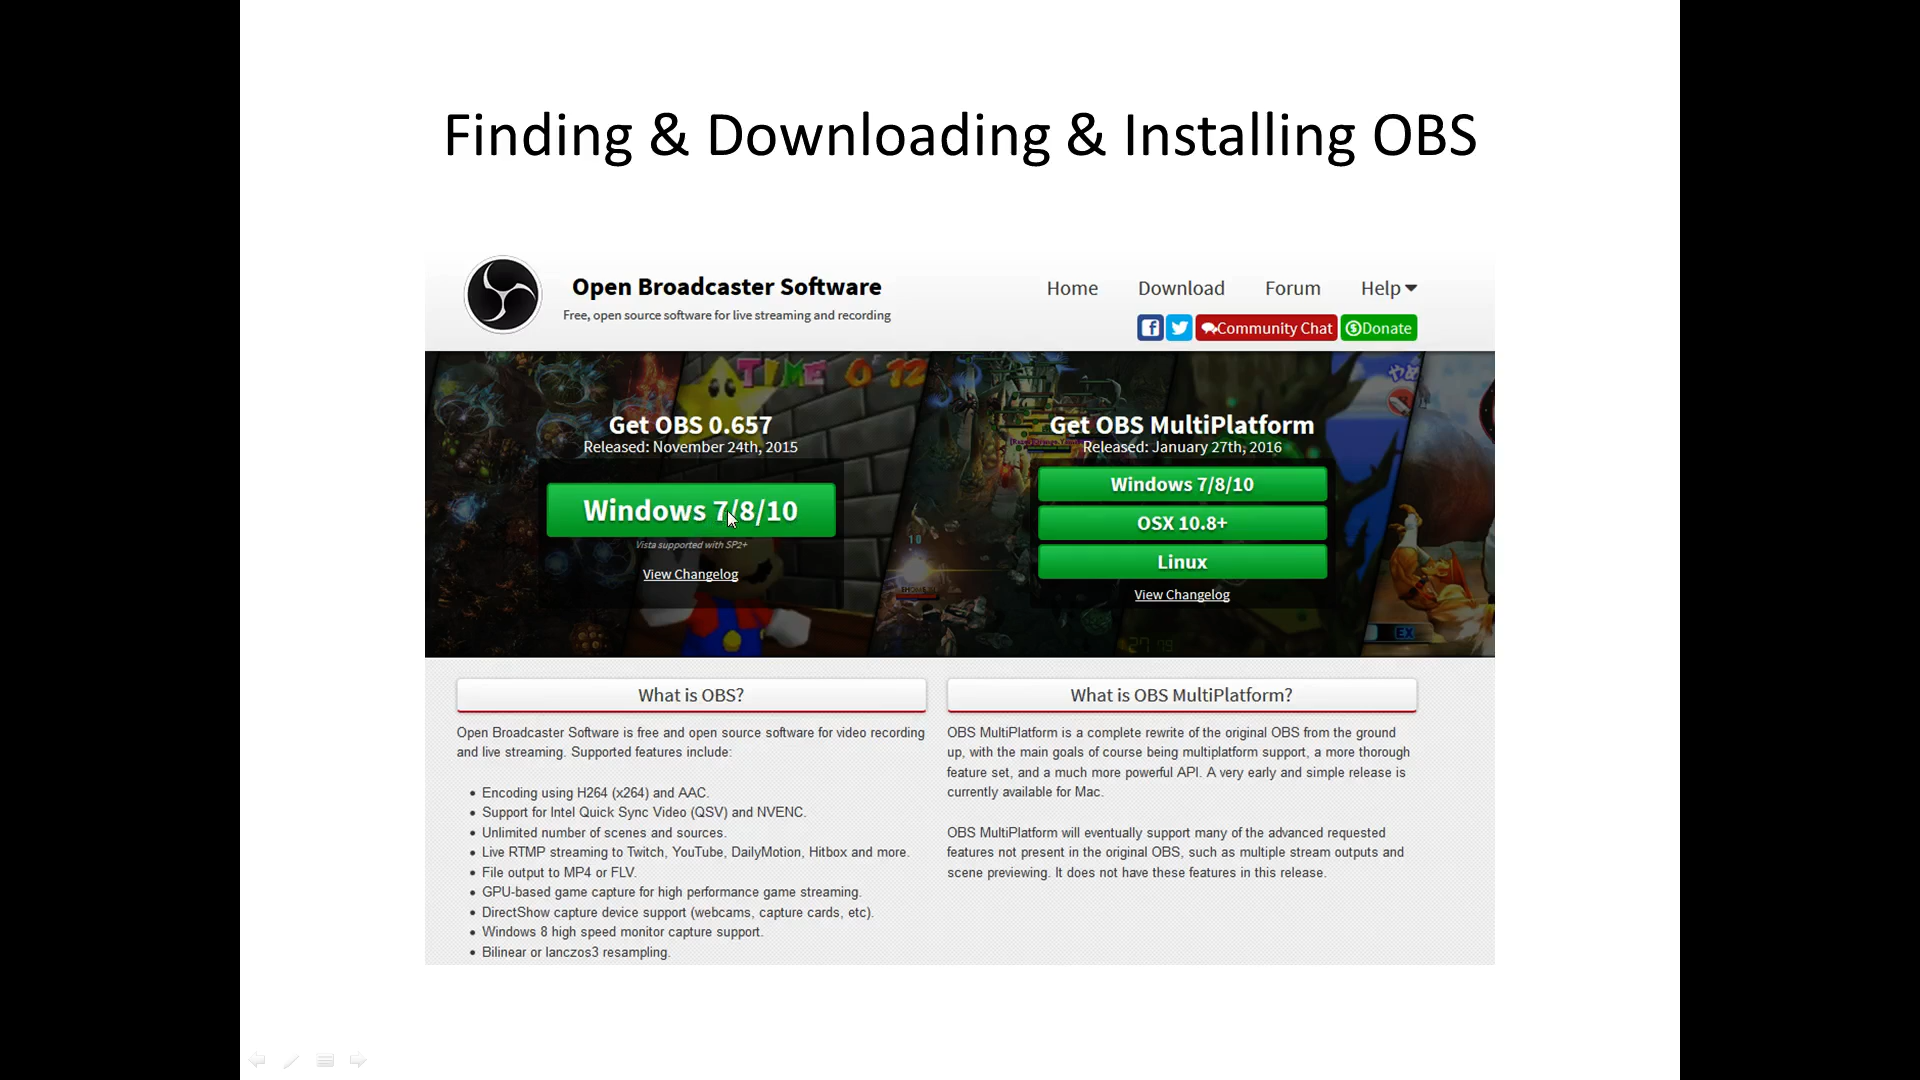 Finding & Downloading & Installing OBS
Open Broadcaster Software
Free, open source software for live streaming and recording
Home Download Forum Help
Community Chat Donate
TIME 0 12
Get OBS 0.657
Released: November 24th, 2015
Windows 7/8/10
Vista supported with SP2+
View Changelog
Get OBS MultiPlatform
Released: January 27th, 2016
Windows 7/8/10
OSX 10.8+
Linux
View Changelog
10
EX
What is OBS?
Open Broadcaster Software is free and open source software for video recording
and live streaming. Supported features include:
• Encoding using H264 (x264) and AAC.
• Support for Intel Quick Sync Video (QSV) and NVENC.
• Unlimited number of scenes and sources.
• Live RTMP streaming to Twitch, YouTube, DailyMotion, Hitbox and more.
• File output to MP4 or FLV.
• GPU-based game capture for high performance game streaming.
• DirectShow capture device support (webcams, capture cards, etc).
• Windows 8 high speed monitor capture support.
• Bilinear or lanczos3 resampling.
What is OBS MultiPlatform?
OBS MultiPlatform is a complete rewrite of the original OBS from the ground
up, with the main goals of course being multiplatform support, a more thorough
feature set, and a much more powerful API. A very early and simple release is
currently available for Mac.
OBS MultiPlatform will eventually support many of the advanced requested
features not present in the original OBS, such as multiple stream outputs and
scene previewing. It does not have these features in this release.